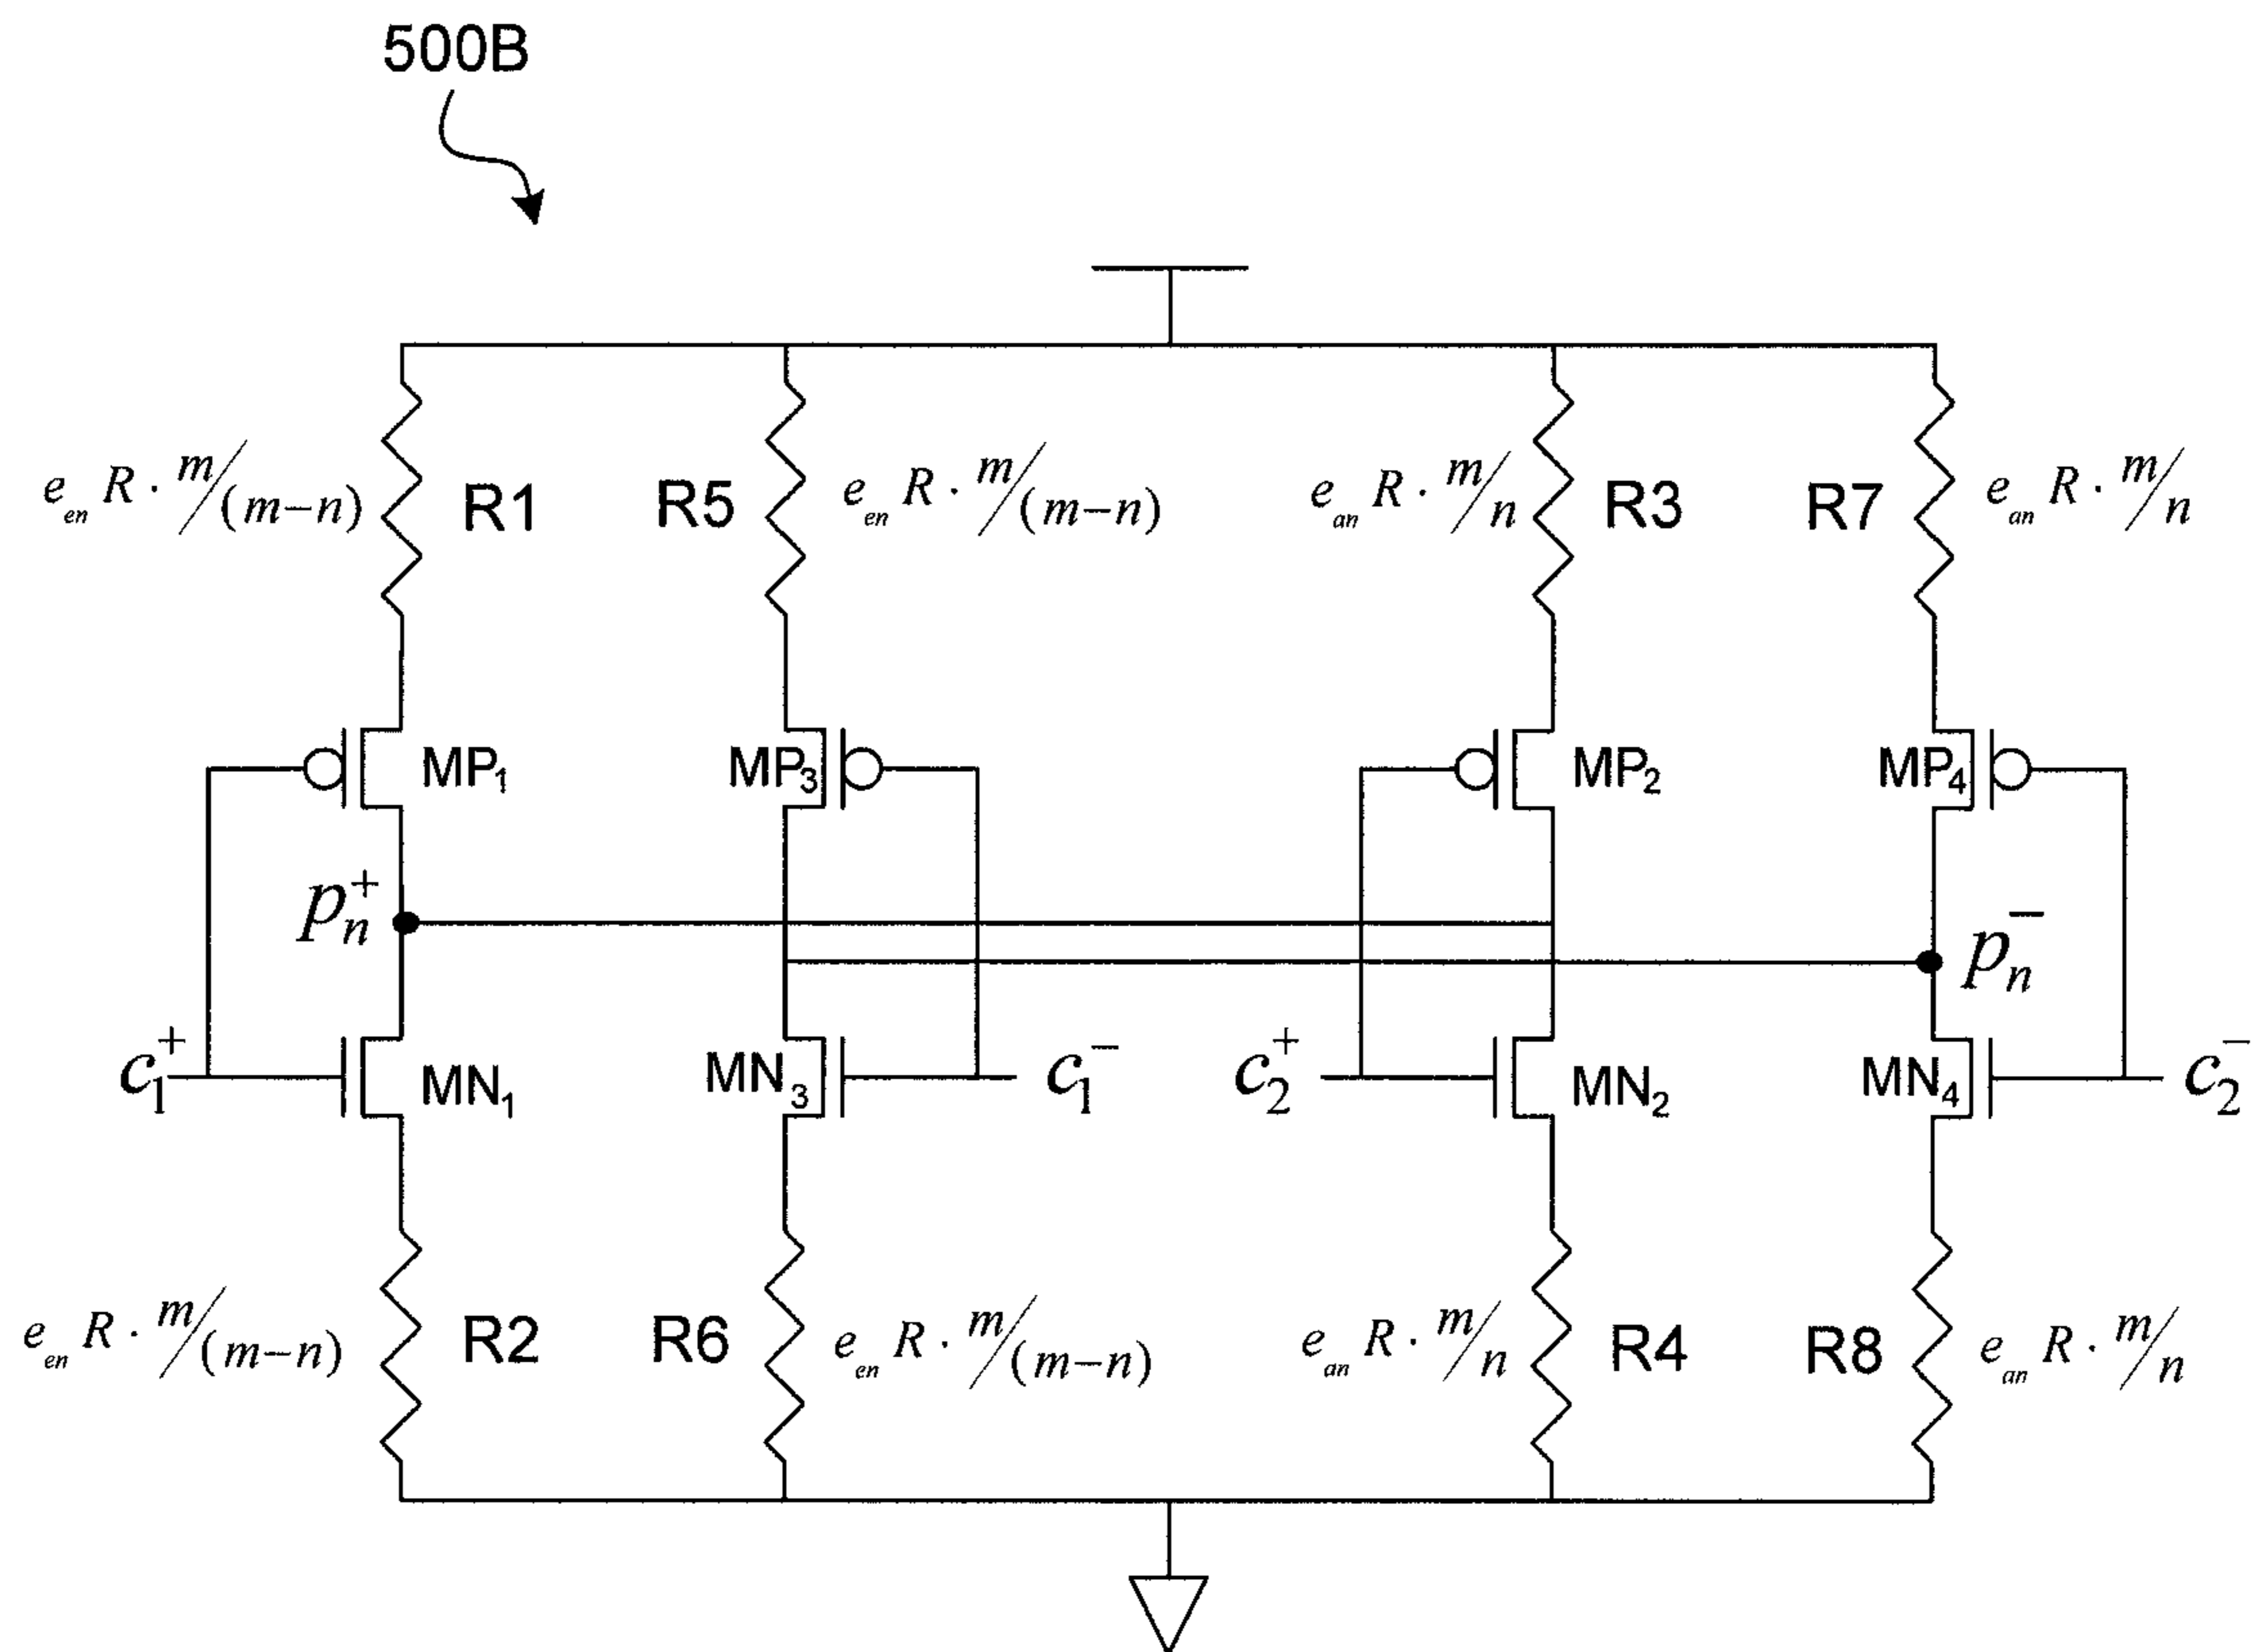 500B
e_en R · m/(m−n) R1 R5 e_en R · m/(m−n) e_an R · m/n R3 R7 e_an R · m/n
MP1 MP3 MP2 MP4
p_n^+ p_n^−
c_1^+ MN1 MN3 c_1^− c_2^+ MN2 MN4 c_2^−
e_en R · m/(m−n) R2 R6 e_en R · m/(m−n) e_an R · m/n R4 R8 e_an R · m/n